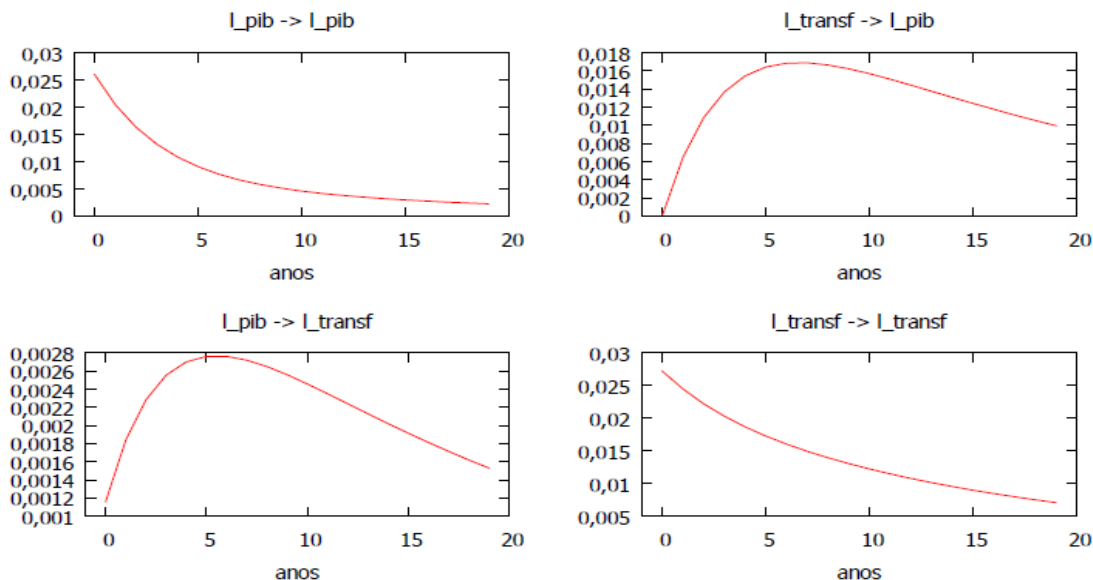 l_pib -> l_pib
0,03
0,025
0,02
0,015
0,01
0,005
0
0 5 10 15 20
anos
l_transf -> l_pib
0,018
0,016
0,014
0,012
0,01
0,008
0,006
0,004
0,002
0
0 5 10 15 20
anos
l_pib -> l_transf
0,0028
0,0026
0,0024
0,0022
0,002
0,0018
0,0016
0,0014
0,0012
0,001
0 5 10 15 20
anos
l_transf -> l_transf
0,03
0,025
0,02
0,015
0,01
0,005
0 5 10 15 20
anos